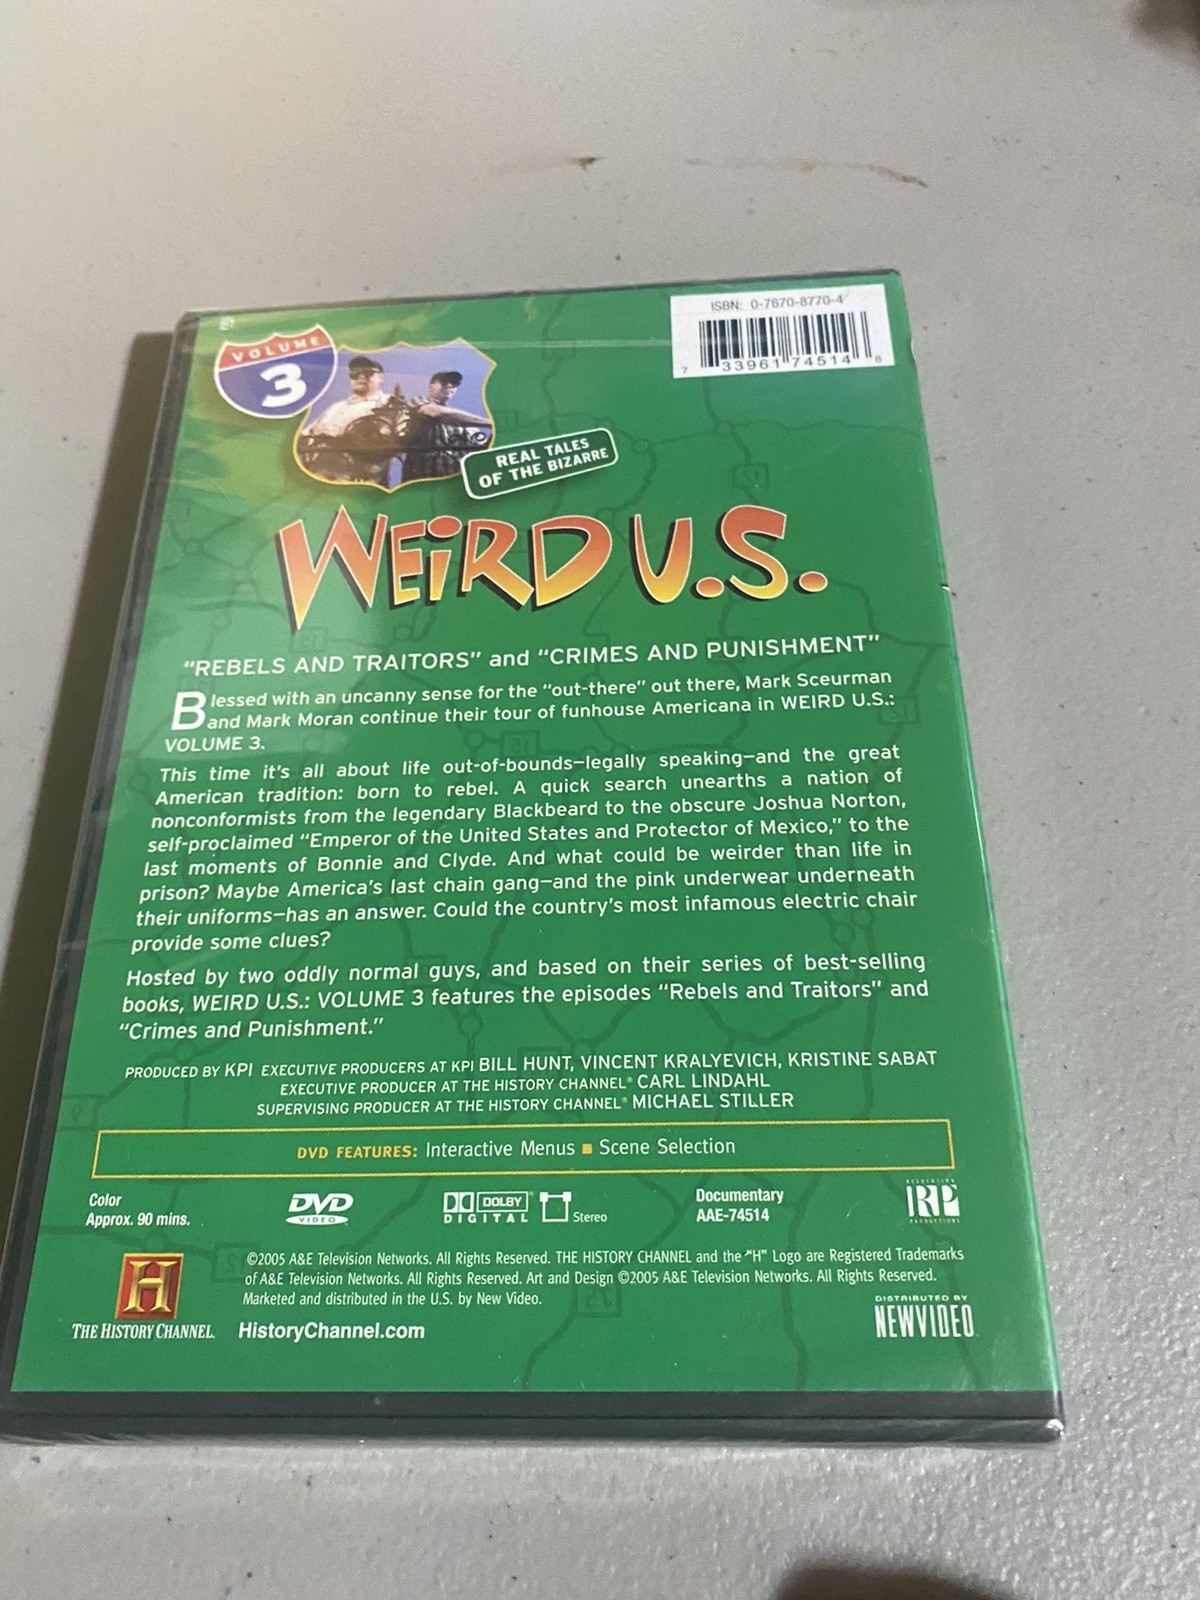 ISBN: 0-7670-8770-4
7 33961 74514 6
VOLUME
3
REAL TALES
OF THE BIZARRE
WEiRD U.S.
“REBELS AND TRAITORS” and “CRIMES AND PUNISHMENT”
Blessed with an uncanny sense for the “out-there” out there, Mark Sceurman
and Mark Moran continue their tour of funhouse Americana in WEIRD U.S.:
VOLUME 3.
This time it’s all about life out-of-bounds—legally speaking—and the great
American tradition: born to rebel. A quick search unearths a nation of
nonconformists from the legendary Blackbeard to the obscure Joshua Norton,
self-proclaimed “Emperor of the United States and Protector of Mexico,” to the
last moments of Bonnie and Clyde. And what could be weirder than life in
prison? Maybe America’s last chain gang—and the pink underwear underneath
their uniforms—has an answer. Could the country’s most infamous electric chair
provide some clues?
Hosted by two oddly normal guys, and based on their series of best-selling
books, WEIRD U.S.: VOLUME 3 features the episodes “Rebels and Traitors” and
“Crimes and Punishment.”
PRODUCED BY KPI EXECUTIVE PRODUCERS AT KPI BILL HUNT, VINCENT KRALYEVICH, KRISTINE SABAT
EXECUTIVE PRODUCER AT THE HISTORY CHANNEL® CARL LINDAHL
SUPERVISING PRODUCER AT THE HISTORY CHANNEL® MICHAEL STILLER
DVD FEATURES: Interactive Menus ■ Scene Selection
Color
Approx. 90 mins.
DVD
VIDEO
DOLBY
DIGITAL
Stereo
Documentary
AAE-74514
RP
PRODUCTIONS
H
THE HISTORY CHANNEL.
©2005 A&E Television Networks. All Rights Reserved. THE HISTORY CHANNEL and the “H” Logo are Registered Trademarks
of A&E Television Networks. All Rights Reserved. Art and Design ©2005 A&E Television Networks. All Rights Reserved.
Marketed and distributed in the U.S. by New Video.
HistoryChannel.com
DISTRIBUTED BY
NEWVIDEO